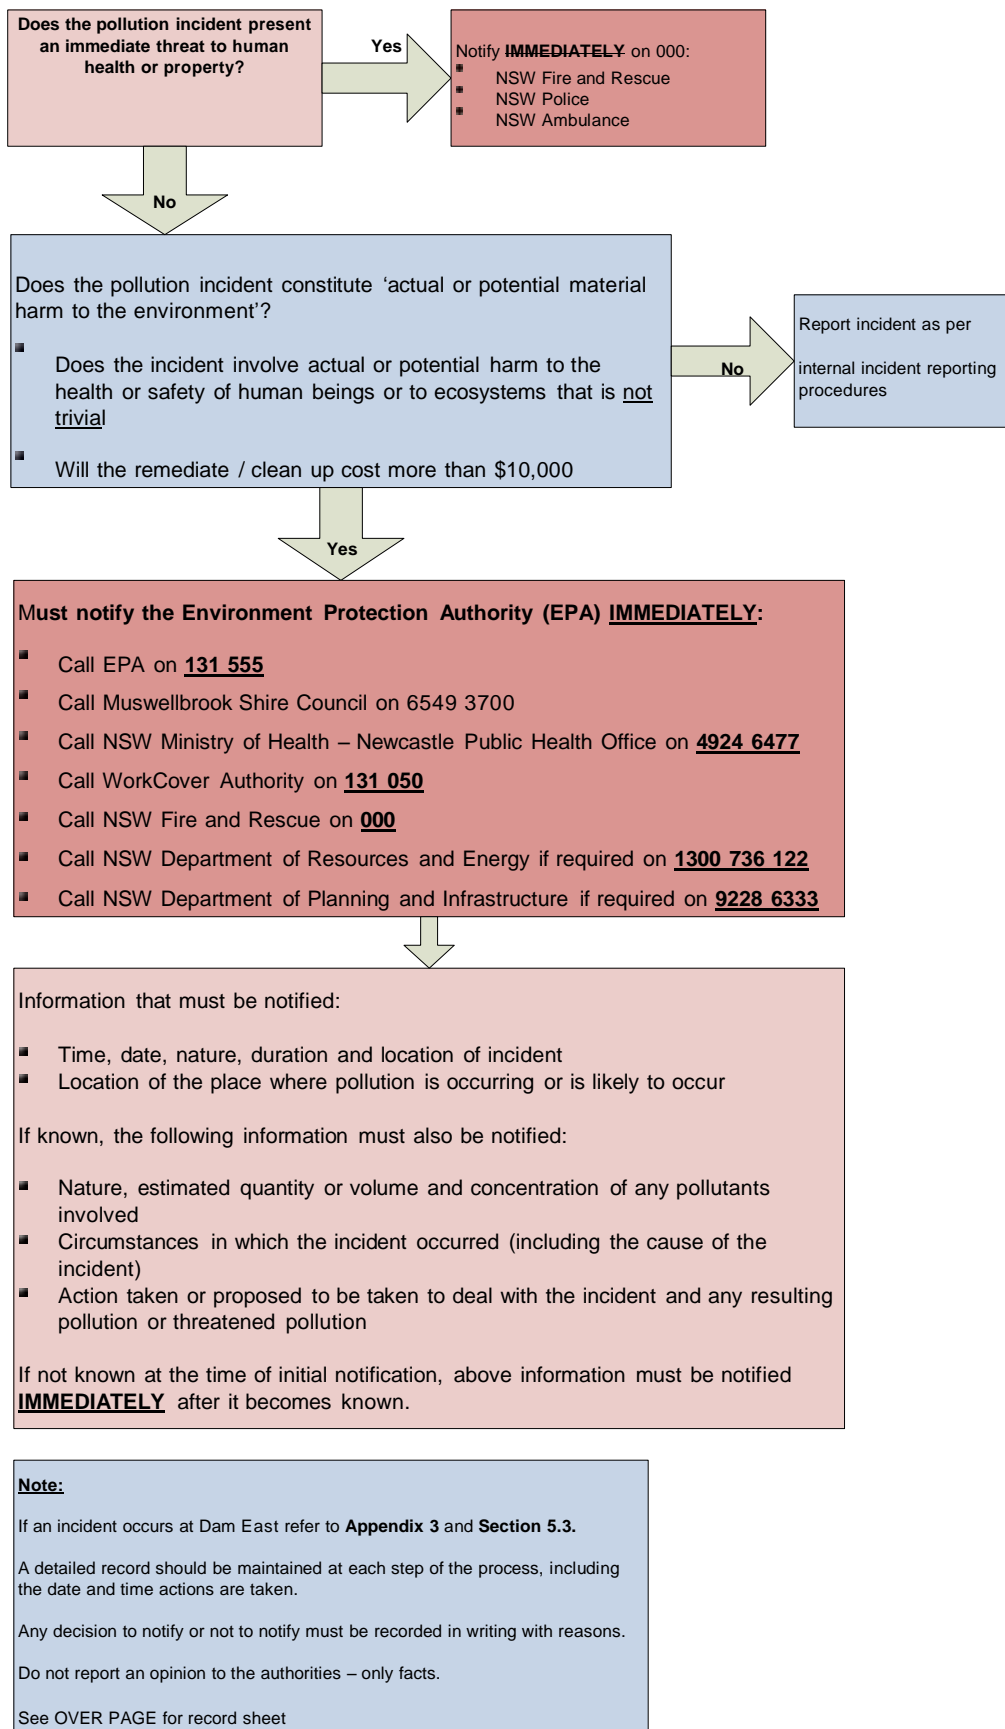 Does the pollution incident present
an immediate threat to human
health or property?
Yes
Notify IMMEDIATELY on 000:
NSW Fire and Rescue
NSW Police
NSW Ambulance
No
Does the pollution incident constitute ‘actual or potential material
harm to the environment’?
Does the incident involve actual or potential harm to the
health or safety of human beings or to ecosystems that is not
trivial
Will the remediate / clean up cost more than $10,000
No
Report incident as per
internal incident reporting
procedures
Yes
Must notify the Environment Protection Authority (EPA) IMMEDIATELY:
Call EPA on 131 555
Call Muswellbrook Shire Council on 6549 3700
Call NSW Ministry of Health – Newcastle Public Health Office on 4924 6477
Call WorkCover Authority on 131 050
Call NSW Fire and Rescue on 000
Call NSW Department of Resources and Energy if required on 1300 736 122
Call NSW Department of Planning and Infrastructure if required on 9228 6333
Information that must be notified:
Time, date, nature, duration and location of incident
Location of the place where pollution is occurring or is likely to occur
If known, the following information must also be notified:
Nature, estimated quantity or volume and concentration of any pollutants
involved
Circumstances in which the incident occurred (including the cause of the
incident)
Action taken or proposed to be taken to deal with the incident and any resulting
pollution or threatened pollution
If not known at the time of initial notification, above information must be notified
IMMEDIATELY after it becomes known.
Note:
If an incident occurs at Dam East refer to Appendix 3 and Section 5.3.
A detailed record should be maintained at each step of the process, including
the date and time actions are taken.
Any decision to notify or not to notify must be recorded in writing with reasons.
Do not report an opinion to the authorities – only facts.
See OVER PAGE for record sheet